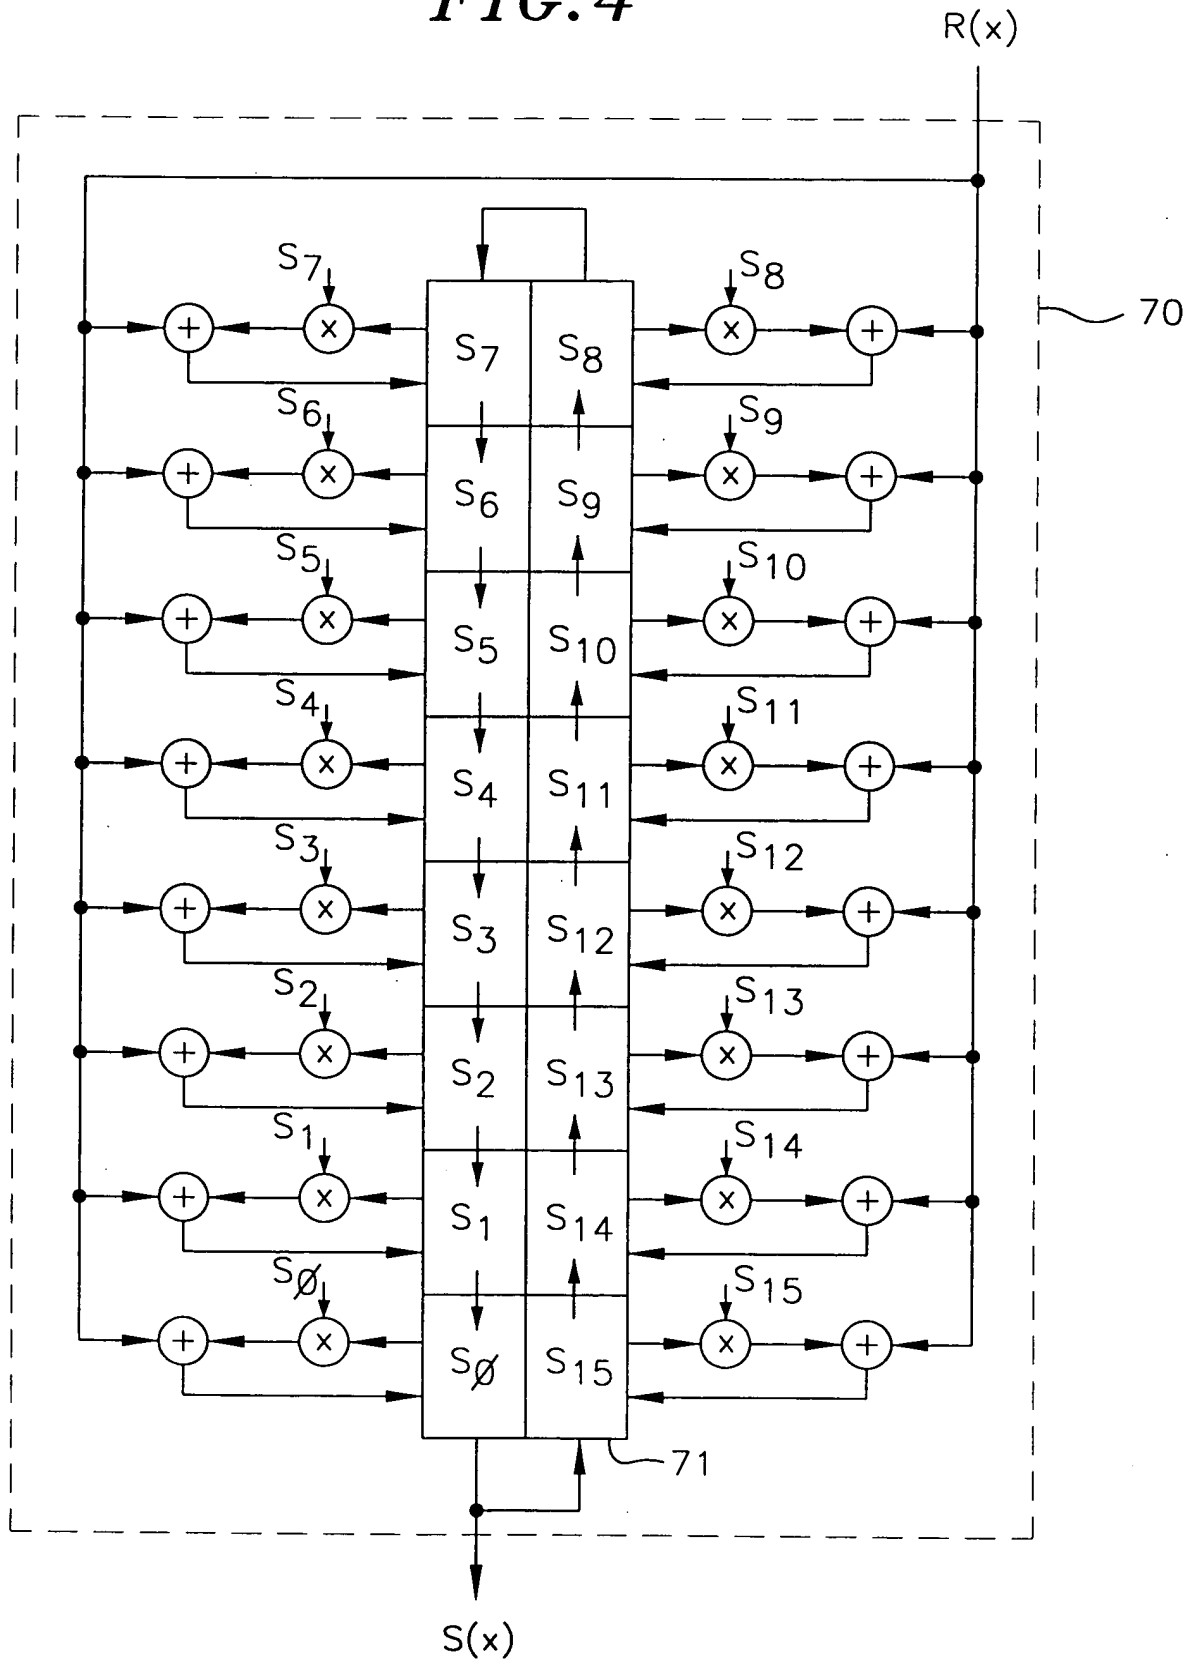 FIG. 4
R(x)
70
S7 S8
+ x S7 S8 x +
S6 S9
+ x S6 S9 x +
S5 S10
+ x S5 S10 x +
S4 S11
+ x S4 S11 x +
S3 S12
+ x S3 S12 x +
S2 S13
+ x S2 S13 x +
S1 S14
+ x S1 S14 x +
SØ S15
+ x SØ S15 x +
71
S(x)